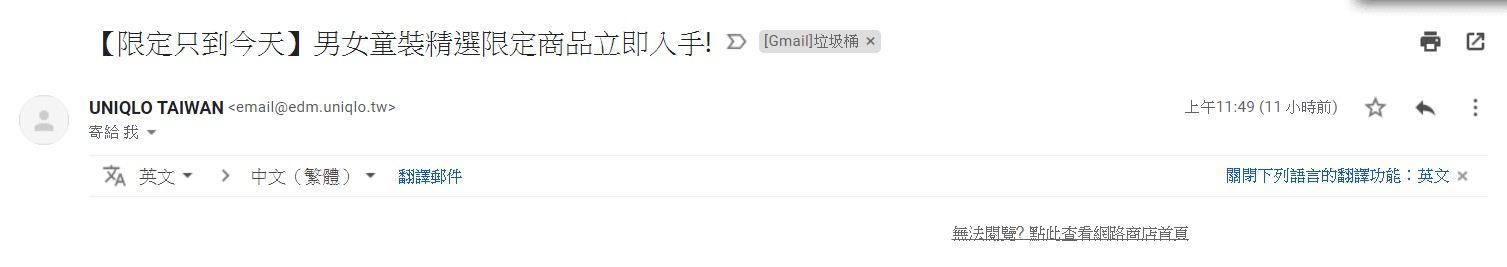 【限定只到今天】男女童裝精選限定商品立即入手! [Gmail]垃圾桶 ×
UNIQLO TAIWAN <email@edm.uniqlo.tw> 上午11:49 (11 小時前)
寄給 我
英文 > 中文（繁體） 翻譯郵件 關閉下列語言的翻譯功能：英文 ×
無法閱覽? 點此查看網路商店首頁